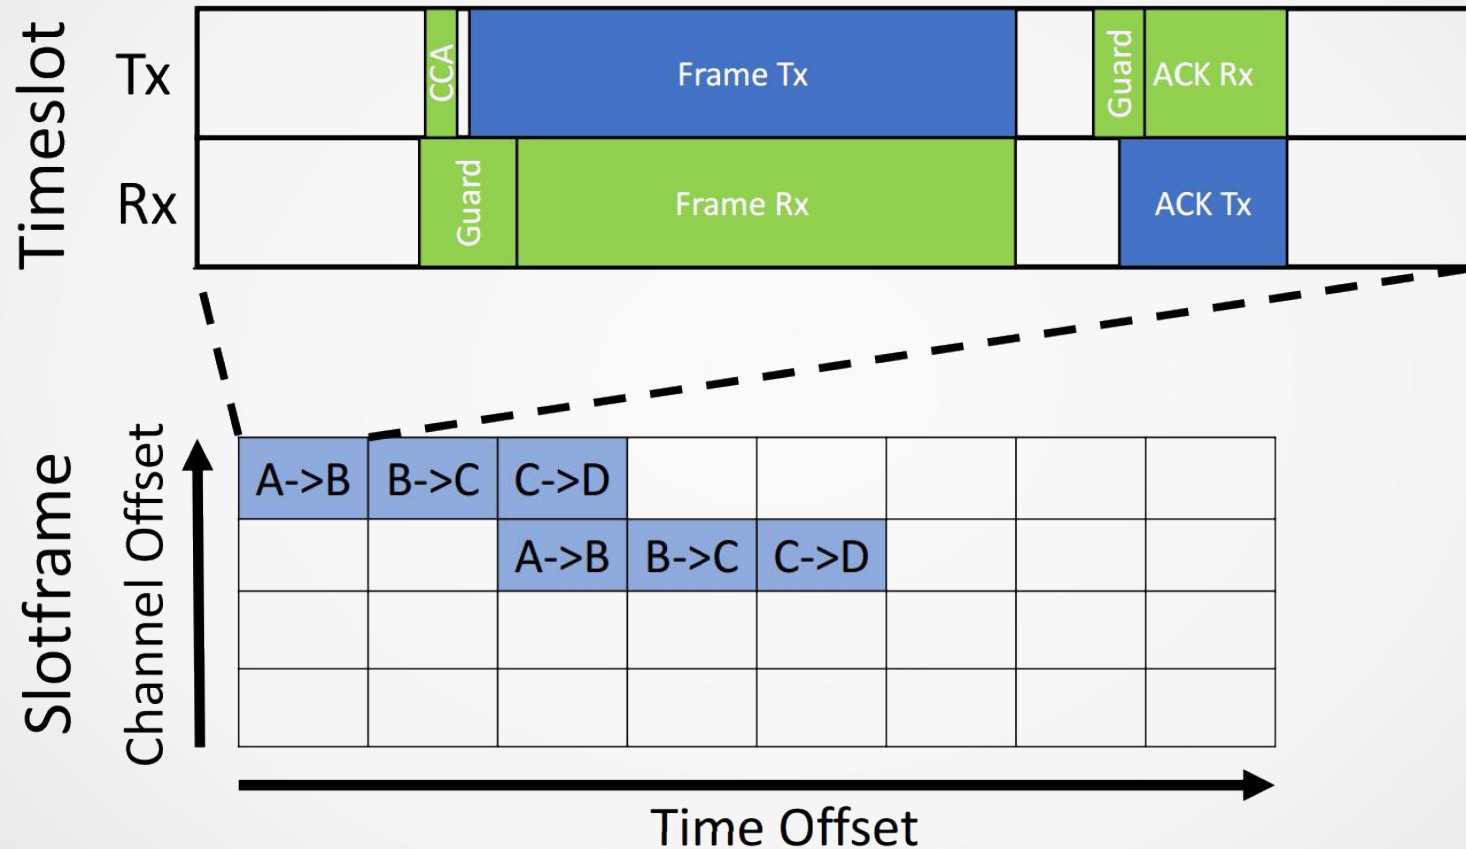 Timeslot
Tx
CCA
Frame Tx
Guard
ACK Rx
Rx
Guard
Frame Rx
ACK Tx
Slotframe
Channel Offset
A->B
B->C
C->D
A->B
B->C
C->D
Time Offset